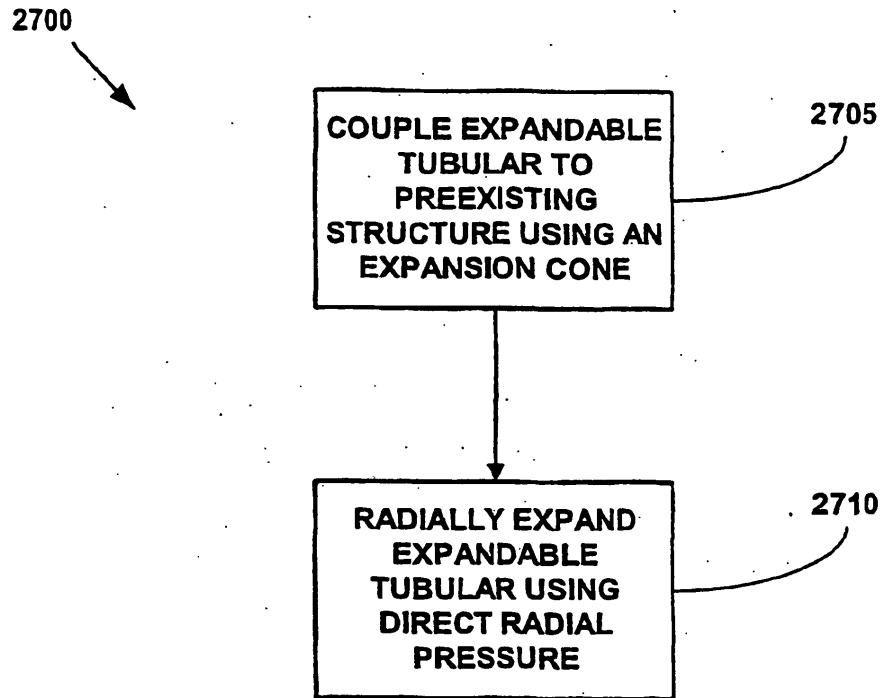 2700
COUPLE EXPANDABLE
TUBULAR TO
PREEXISTING
STRUCTURE USING AN
EXPANSION CONE
2705
RADIALLY EXPAND
EXPANDABLE
TUBULAR USING
DIRECT RADIAL
PRESSURE
2710